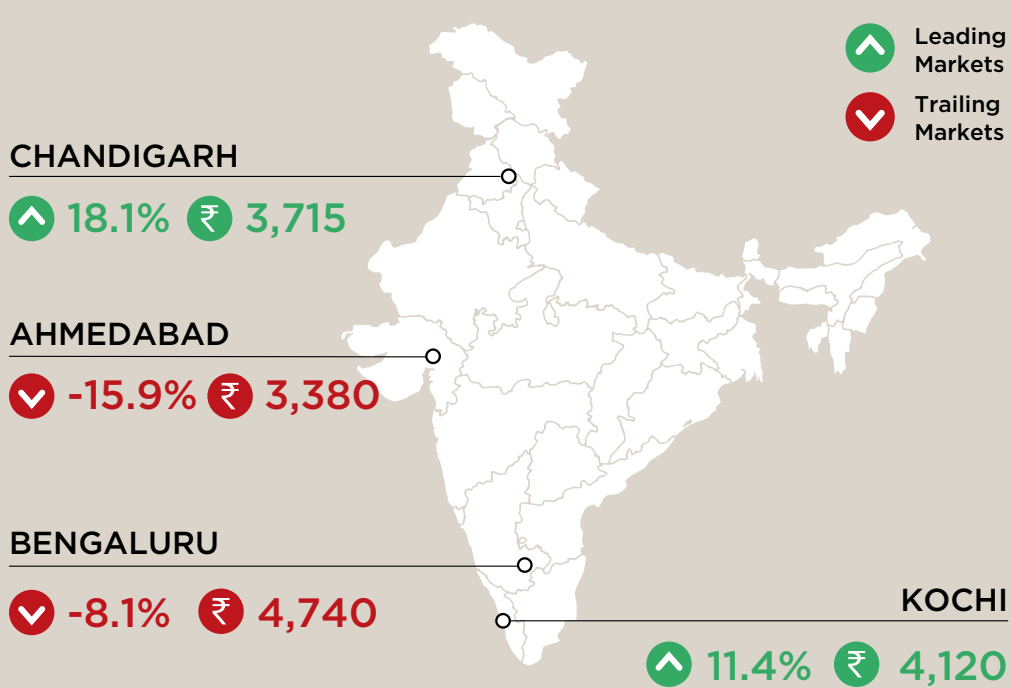 Leading
Markets
Trailing
Markets
CHANDIGARH
18.1% ₹ 3,715
AHMEDABAD
-15.9% ₹ 3,380
BENGALURU
-8.1% ₹ 4,740
KOCHI
11.4% ₹ 4,120